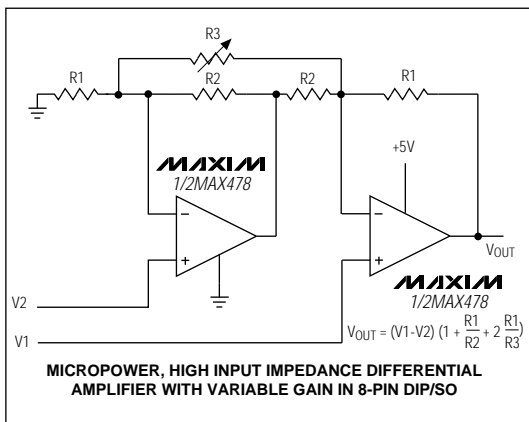 R3
R1
R2
R2
R1
+5V
MAXIM
1/2MAX478
VOUT
MAXIM
1/2MAX478
V2
V1
VOUT = (V1-V2) (1 + R1/R2 + 2 R1/R3)
MICROPOWER, HIGH INPUT IMPEDANCE DIFFERENTIAL
AMPLIFIER WITH VARIABLE GAIN IN 8-PIN DIP/SO